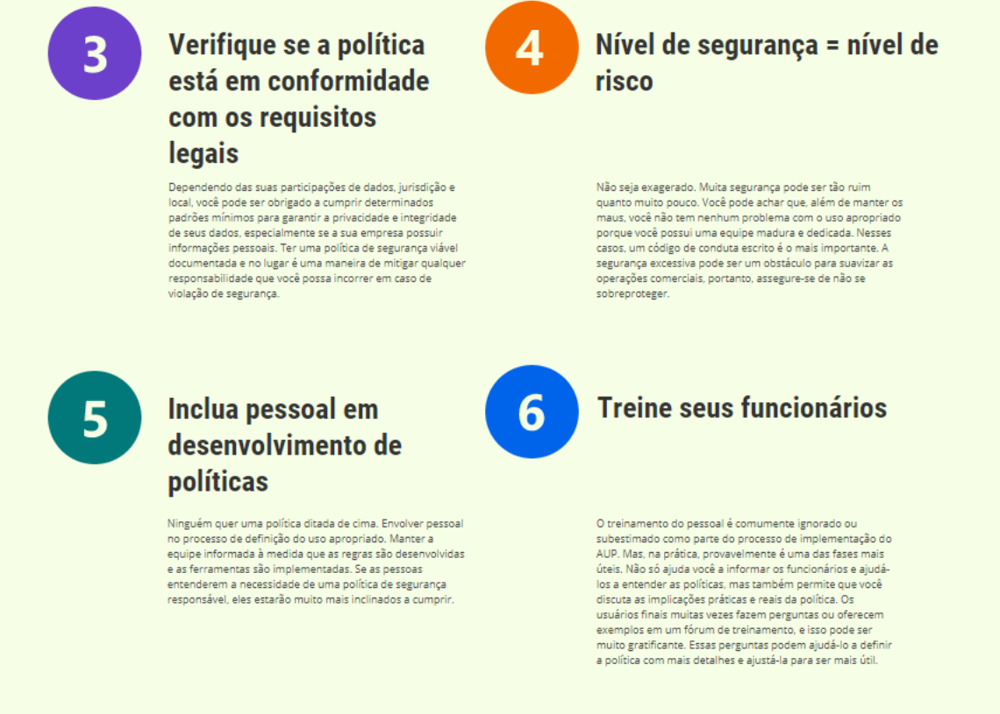 3
Verifique se a política
está em conformidade
com os requisitos
legais
Dependendo das suas participações de dados, jurisdição e
local, você pode ser obrigado a cumprir determinados
padrões mínimos para garantir a privacidade e integridade
de seus dados, especialmente se a sua empresa possuir
informações pessoais. Ter uma política de segurança viável
documentada e no lugar é uma maneira de mitigar qualquer
responsabilidade que você possa incorrer em caso de
violação de segurança.
4
Nível de segurança = nível de
risco
Não seja exagerado. Muita segurança pode ser tão ruim
quanto muito pouco. Você pode achar que, além de manter os
maus, você não tem nenhum problema com o uso apropriado
porque você possui uma equipe madura e dedicada. Nesses
casos, um código de conduta escrito é o mais importante. A
segurança excessiva pode ser um obstáculo para suavizar as
operações comerciais, portanto, assegure-se de não se
sobreproteger.
5
Inclua pessoal em
desenvolvimento de
políticas
Ninguém quer uma política ditada de cima. Envolver pessoal
no processo de definição do uso apropriado. Manter a
equipe informada à medida que as regras são desenvolvidas
e as ferramentas são implementadas. Se as pessoas
entenderem a necessidade de uma política de segurança
responsável, eles estarão muito mais inclinados a cumprir.
6
Treine seus funcionários
O treinamento do pessoal é comumente ignorado ou
subestimado como parte do processo de implementação do
AUP. Mas, na prática, provavelmente é uma das fases mais
úteis. Não só ajuda você a informar os funcionários e ajudá-
los a entender as políticas, mas também permite que você
discuta as implicações práticas e reais da política. Os
usuários finais muitas vezes fazem perguntas ou oferecem
exemplos em um fórum de treinamento, e isso pode ser
muito gratificante. Essas perguntas podem ajudá-lo a definir
a política com mais detalhes e ajustá-la para ser mais útil.